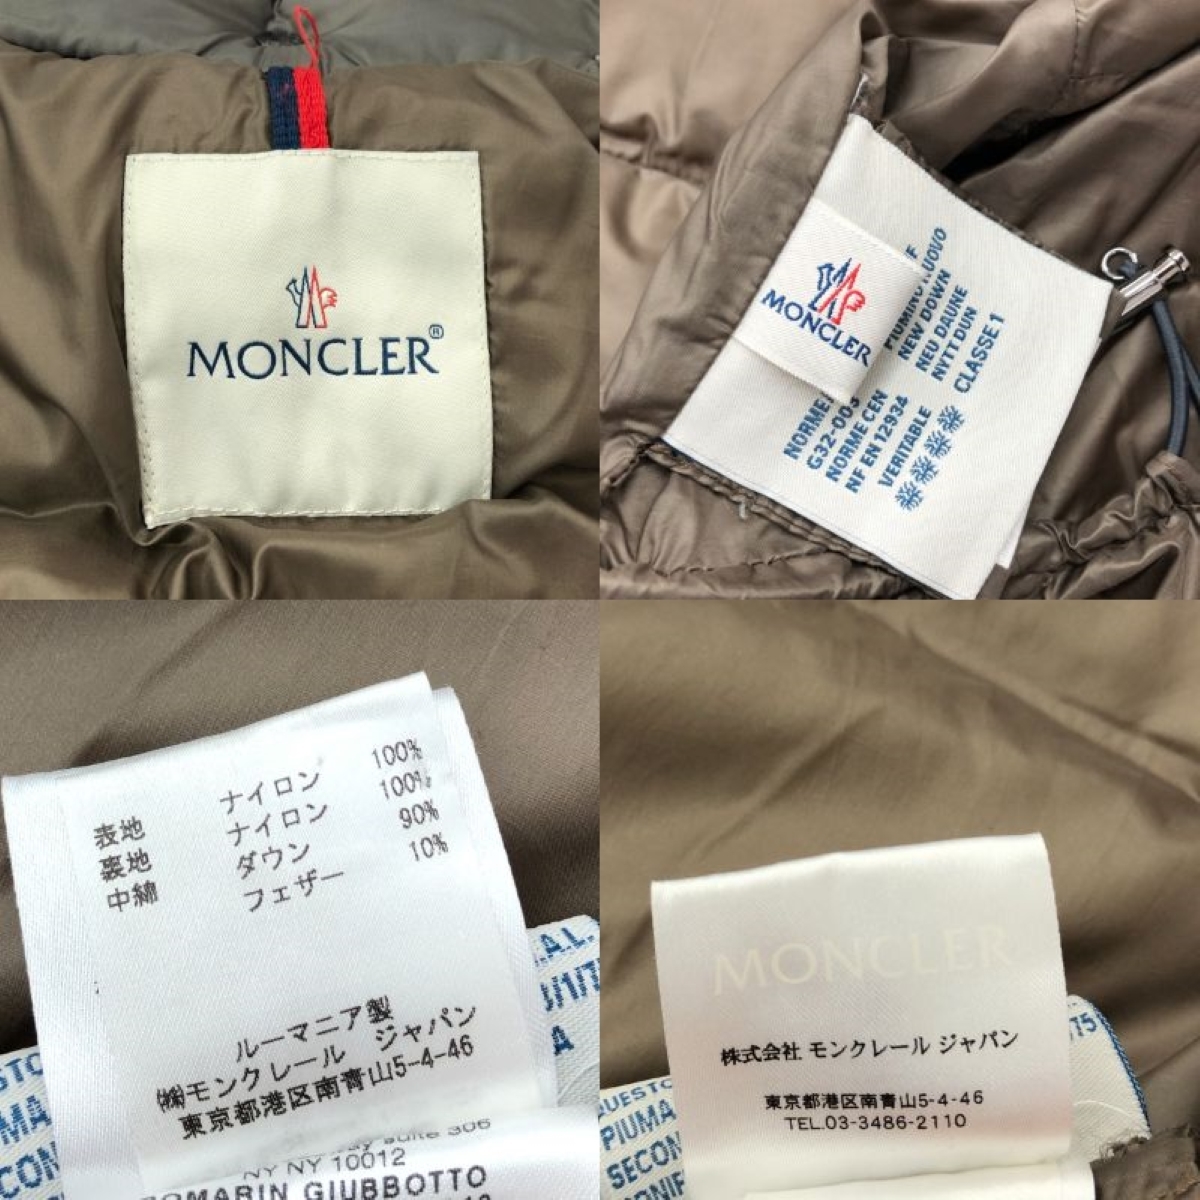 MONCLER®
MONCLER
NUOVO
NEW DOWN
NEU DAUNE
NYTT DUN
CLASSE 1
G32-003
NORME CEN
NF EN 12934
VERITABLE
ナイロン 100%
表地 ナイロン 100%
裏地 ダウン 90%
中綿 フェザー 10%
ルーマニア製
㈱モンクレール ジャパン
東京都港区南青山5-4-46
NY NY 10012
ROMARIN GIUBBOTTO
MONCLER
株式会社 モンクレール ジャパン
東京都港区南青山5-4-46
TEL.03-3486-2110